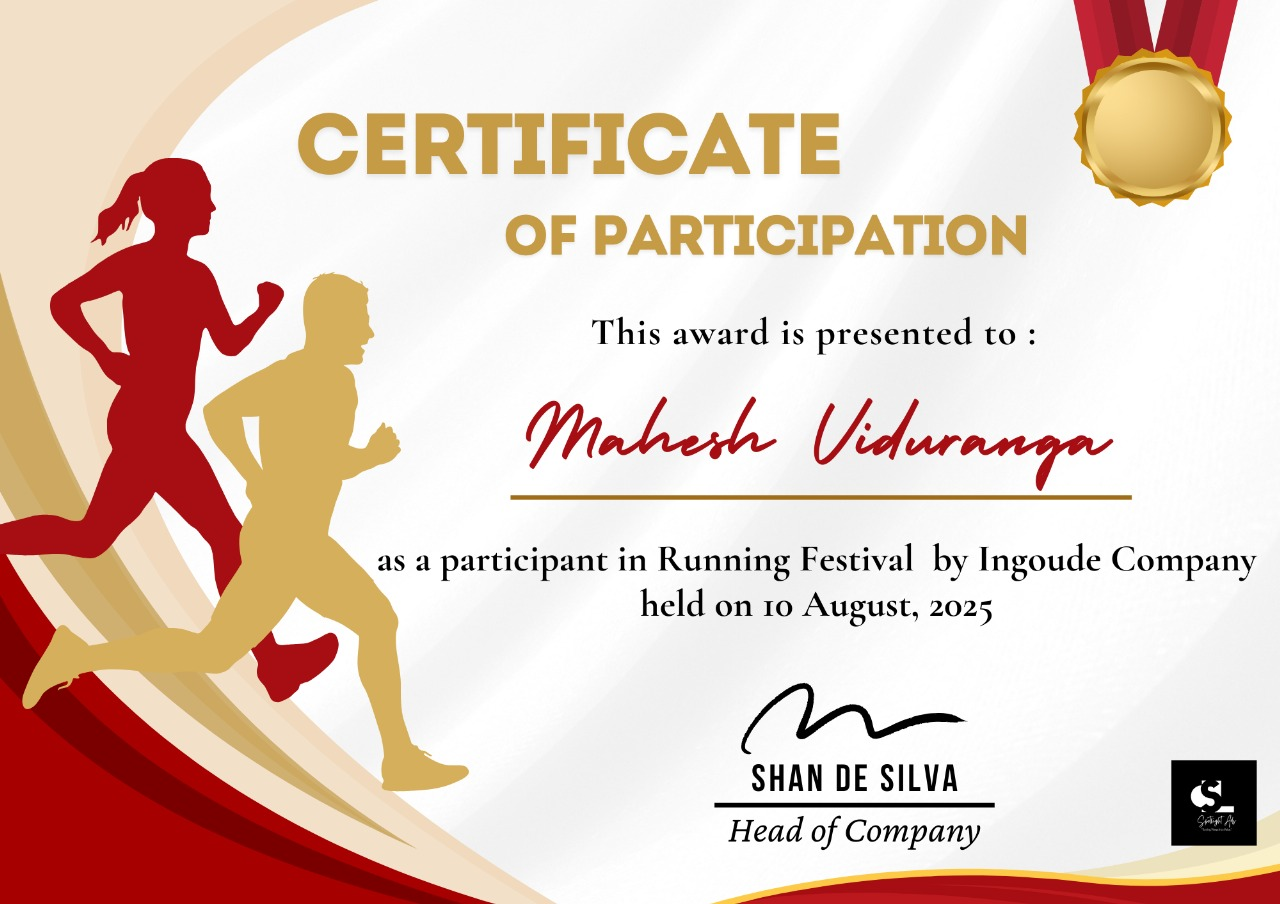 CERTIFICATE
OF PARTICIPATION
This award is presented to :
Mahesh Viduranga
as a participant in Running Festival by Ingoude Company
held on 10 August, 2025
SHAN DE SILVA
Head of Company
SL